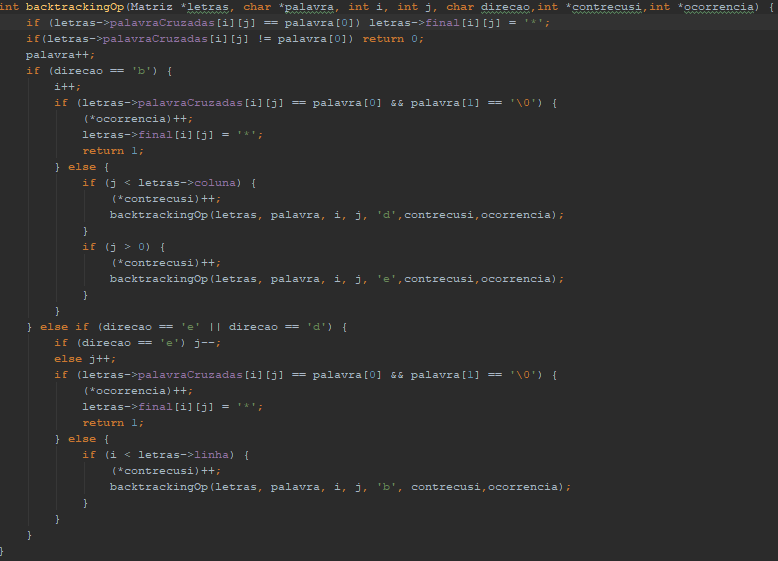 int backtrackingOp(Matriz *letras, char *palavra, int i, int j, char direcao,int *contrecusi,int *ocorrencia) {
    if (letras->palavraCruzadas[i][j] == palavra[0]) letras->final[i][j] = '*';
    if(letras->palavraCruzadas[i][j] != palavra[0]) return 0;
    palavra++;
    if (direcao == 'b') {
        i++;
        if (letras->palavraCruzadas[i][j] == palavra[0] && palavra[1] == '\0') {
            (*ocorrencia)++;
            letras->final[i][j] = '*';
            return 1;
        } else {
            if (j < letras->coluna) {
                (*contrecusi)++;
                backtrackingOp(letras, palavra, i, j, 'd',contrecusi,ocorrencia);
            }
            if (j > 0) {
                (*contrecusi)++;
                backtrackingOp(letras, palavra, i, j, 'e',contrecusi,ocorrencia);
            }
        }
    } else if (direcao == 'e' || direcao == 'd') {
        if (direcao == 'e') j--;
        else j++;
        if (letras->palavraCruzadas[i][j] == palavra[0] && palavra[1] == '\0') {
            (*ocorrencia)++;
            letras->final[i][j] = '*';
            return 1;
        } else {
            if (i < letras->linha) {
                (*contrecusi)++;
                backtrackingOp(letras, palavra, i, j, 'b', contrecusi,ocorrencia);
            }
        }
    }
}